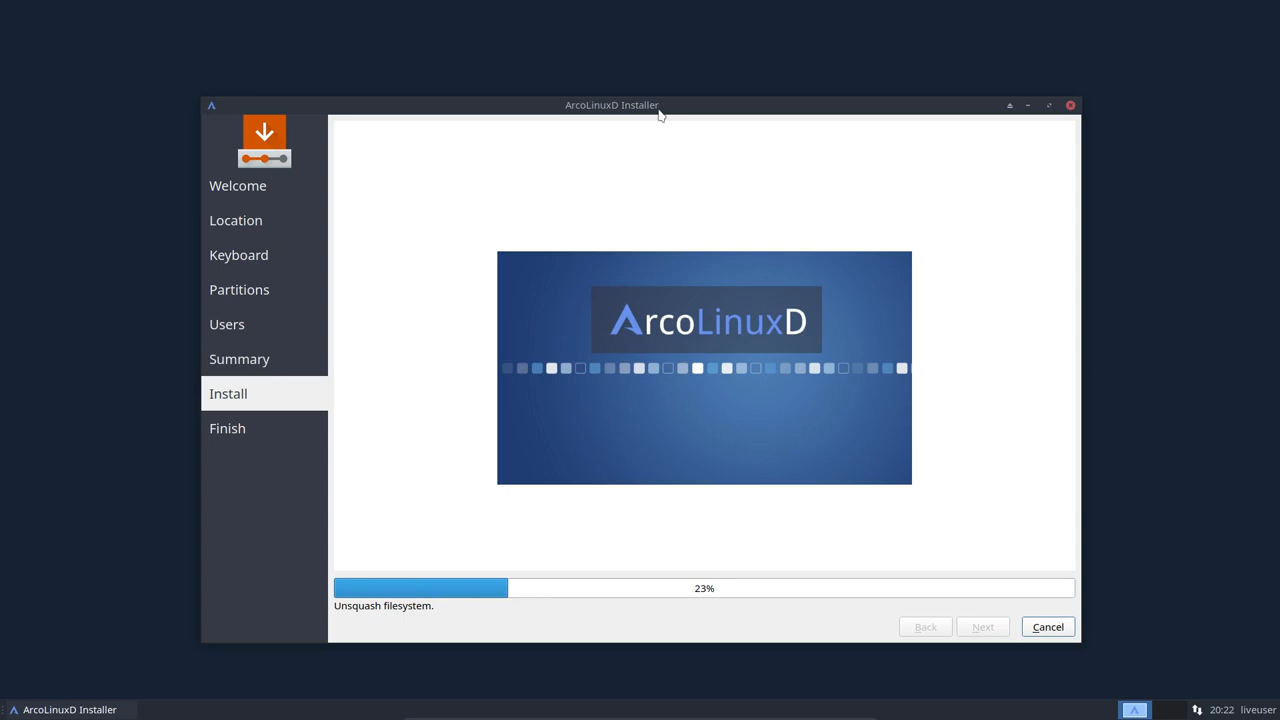 ArcoLinuxD Installer
Welcome
Location
Keyboard
Partitions
Users
Summary
Install
Finish
ArcoLinuxD
23%
Unsquash filesystem.
Back
Next
Cancel
ArcoLinuxD Installer
20:22
liveuser